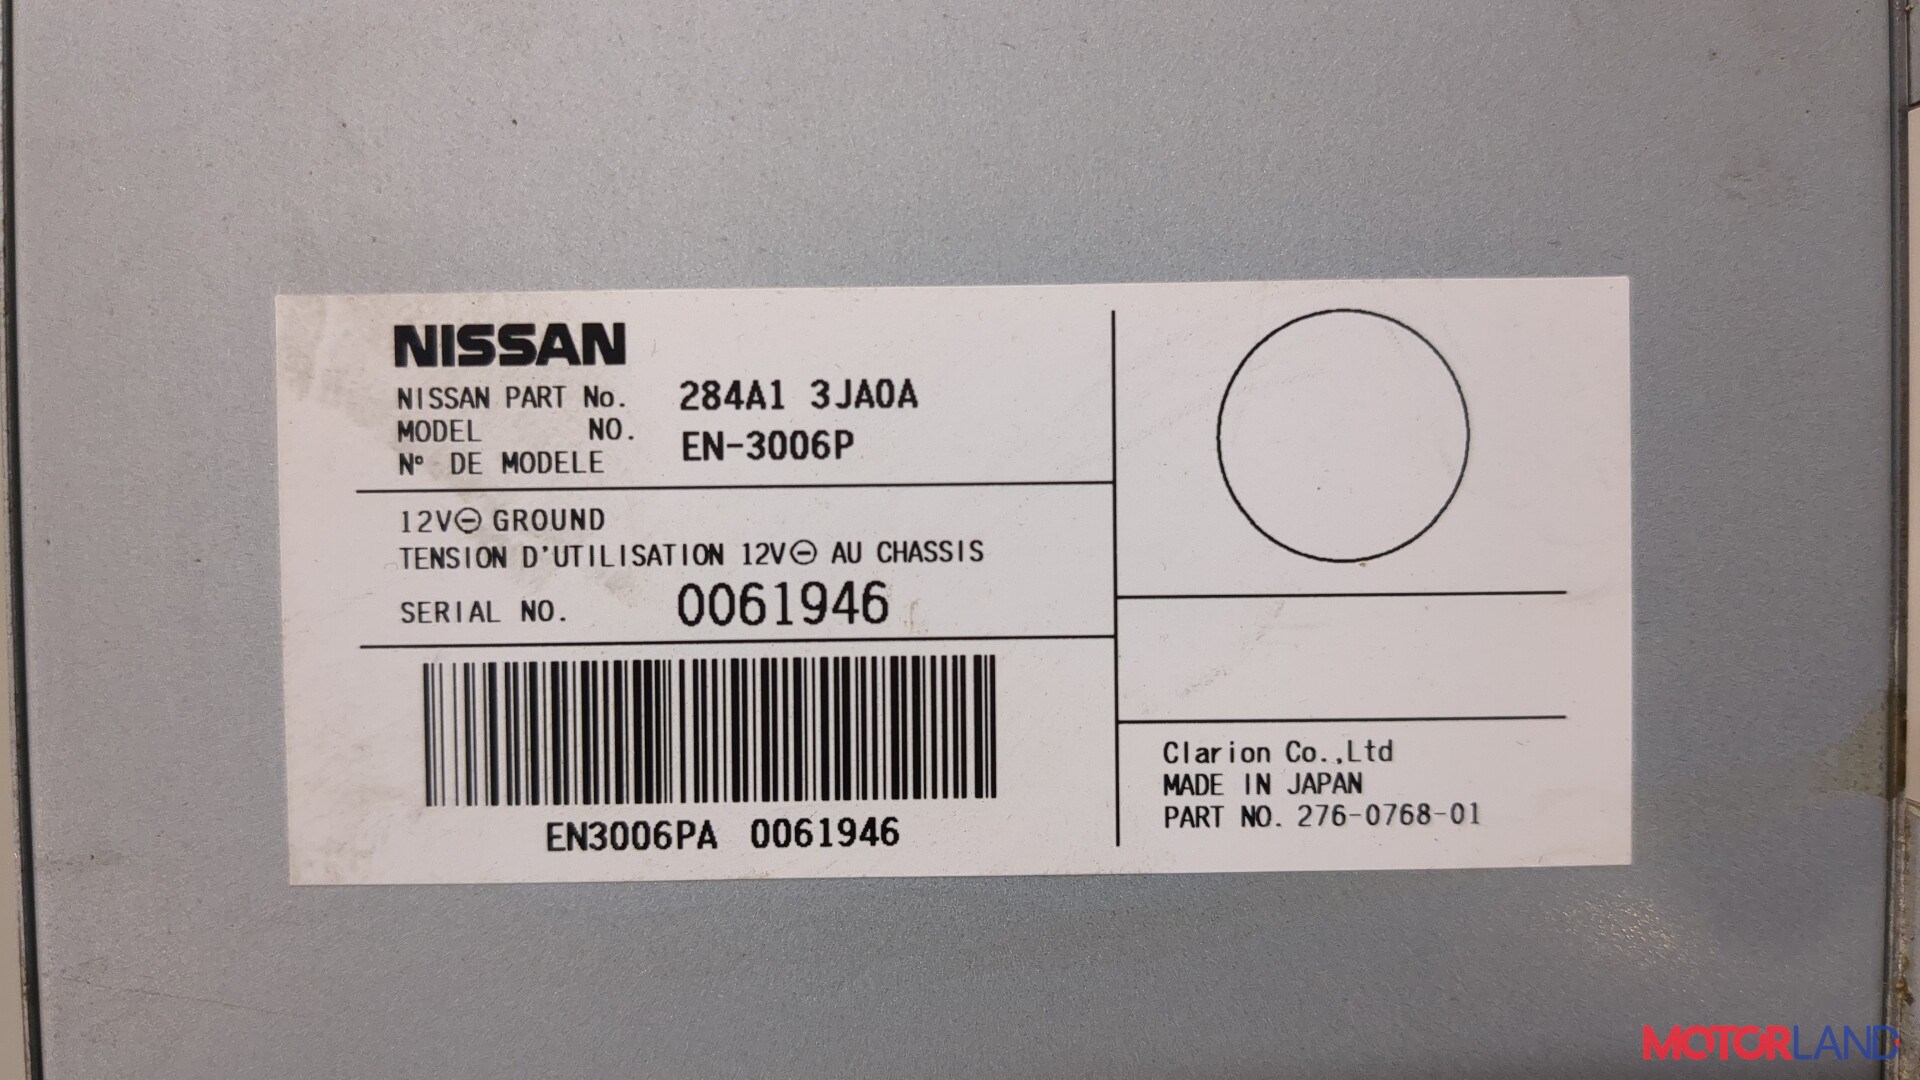 NISSAN
NISSAN PART No. 284A1 3JA0A
MODEL NO. EN-3006P
N° DE MODELE
12V⊖ GROUND
TENSION D'UTILISATION 12V⊖ AU CHASSIS
SERIAL NO. 0061946
EN3006PA 0061946
Clarion Co.,Ltd
MADE IN JAPAN
PART NO. 276-0768-01
MOTORLAND